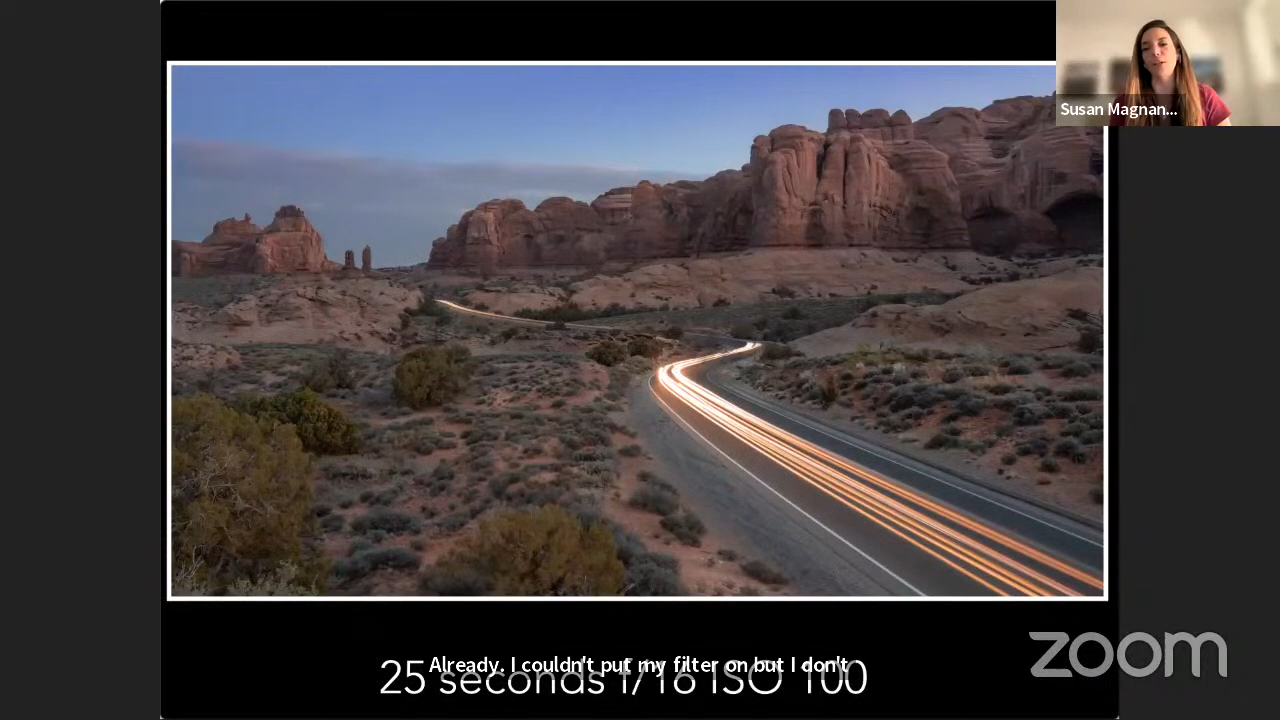 Susan Magnan...
Already. I couldn't put my filter on but I don't
25 seconds f/16 ISO 100
zoom